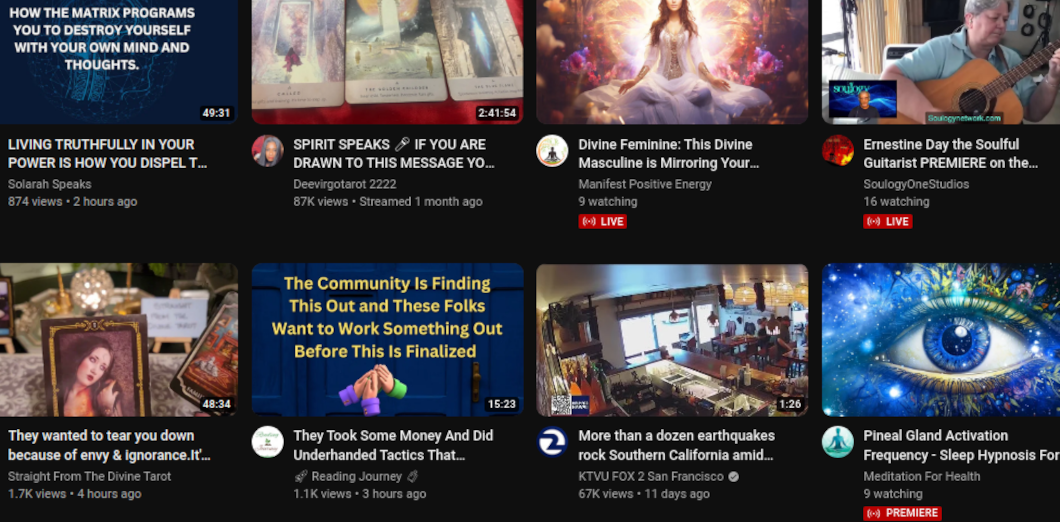 HOW THE MATRIX PROGRAMS
YOU TO DESTROY YOURSELF
WITH YOUR OWN MIND AND
THOUGHTS.
49:31
LIVING TRUTHFULLY IN YOUR
POWER IS HOW YOU DISPEL T...
Solarah Speaks
874 views • 2 hours ago
2:41:54
SPIRIT SPEAKS 🎤 IF YOU ARE
DRAWN TO THIS MESSAGE YO...
Deevirgotarot 2222
87K views • Streamed 1 month ago
Divine Feminine: This Divine
Masculine is Mirroring Your...
Manifest Positive Energy
9 watching
LIVE
Soulogynetwork.com
Ernestine Day the Soulful
Guitarist PREMIERE on the...
SoulogyOneStudios
16 watching
LIVE
48:34
They wanted to tear you down
because of envy & ignorance.It'...
Straight From The Divine Tarot
1.7K views • 4 hours ago
The Community Is Finding
This Out and These Folks
Want to Work Something Out
Before This Is Finalized
15:23
They Took Some Money And Did
Underhanded Tactics That...
🚀 Reading Journey
1.1K views • 3 hours ago
1:26
2
More than a dozen earthquakes
rock Southern California amid...
KTVU FOX 2 San Francisco
67K views • 11 days ago
Pineal Gland Activation
Frequency - Sleep Hypnosis For
Meditation For Health
9 watching
PREMIERE